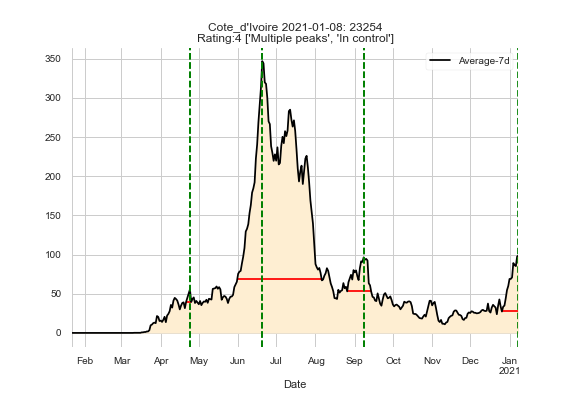 Cote_d'Ivoire 2021-01-08: 23254
Rating:4 ['Multiple peaks', 'In control']
Average-7d
350
300
250
200
150
100
50
0
Feb Mar Apr May Jun Jul Aug Sep Oct Nov Dec Jan
2021
Date